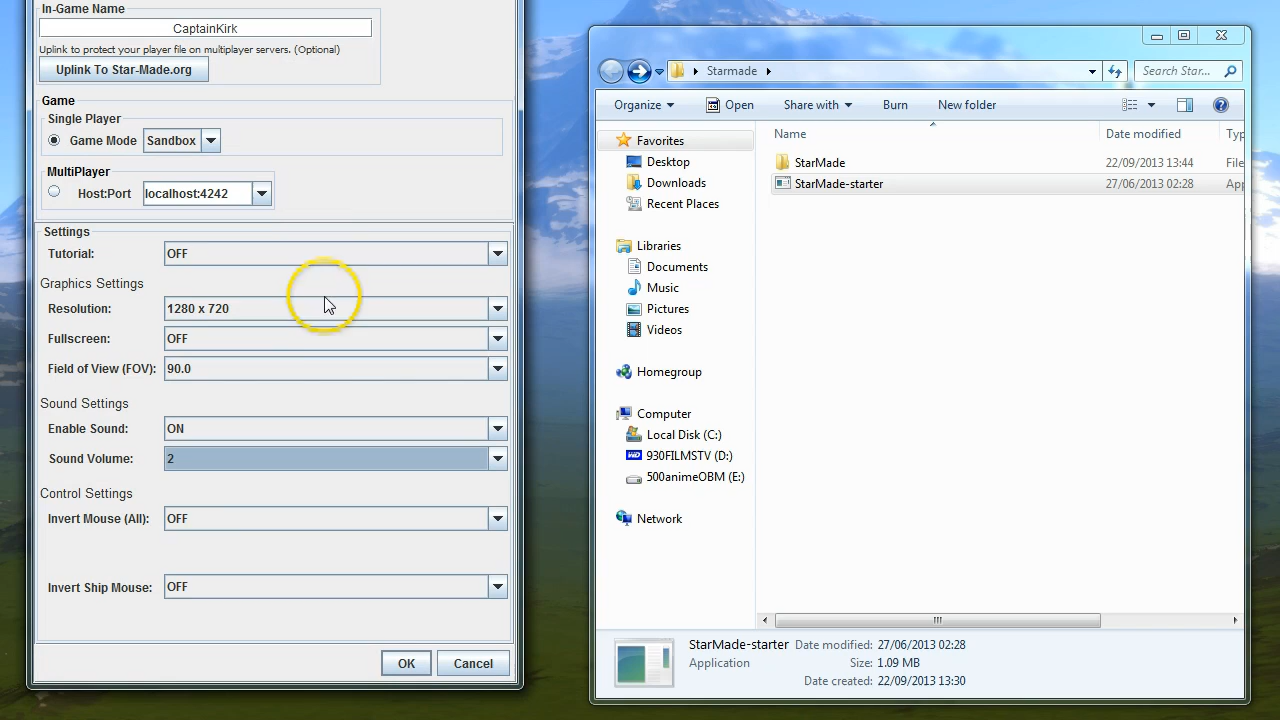 In-Game Name
CaptainKirk
Uplink to protect your player file on multiplayer servers. (Optional)
Uplink To Star-Made.org
Game
Single Player
Game Mode
Sandbox
MultiPlayer
Host:Port
localhost:4242
Settings
Tutorial:
OFF
Graphics Settings
Resolution:
1280 x 720
Fullscreen:
OFF
Field of View (FOV):
90.0
Sound Settings
Enable Sound:
ON
Sound Volume:
2
Control Settings
Invert Mouse (All):
OFF
Invert Ship Mouse:
OFF
OK
Cancel
Starmade
Search Star...
Organize
Open
Share with
Burn
New folder
Favorites
Desktop
Downloads
Recent Places
Libraries
Documents
Music
Pictures
Videos
Homegroup
Computer
Local Disk (C:)
930FILMSTV (D:)
500animeOBM (E:)
Network
Name
Date modified
Typ
StarMade
22/09/2013 13:44
File
StarMade-starter
27/06/2013 02:28
App
StarMade-starter
Date modified: 27/06/2013 02:28
Application
Size: 1.09 MB
Date created: 22/09/2013 13:30